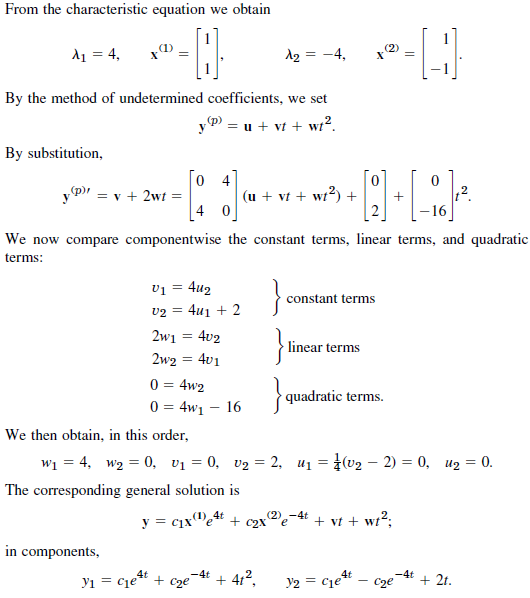 From the characteristic equation we obtain
λ₁ = 4, x⁽¹⁾ = [1; 1], λ₂ = −4, x⁽²⁾ = [1; −1].
By the method of undetermined coefficients, we set
y⁽ᵖ⁾ = u + vt + wt².
By substitution,
y⁽ᵖ⁾′ = v + 2wt = [0 4; 4 0] (u + vt + wt²) + [0; 2] + [0; −16] t².
We now compare componentwise the constant terms, linear terms, and quadratic
terms:
v₁ = 4u₂
v₂ = 4u₁ + 2
} constant terms
2w₁ = 4v₂
2w₂ = 4v₁
} linear terms
0 = 4w₂
0 = 4w₁ − 16
} quadratic terms.
We then obtain, in this order,
w₁ = 4, w₂ = 0, v₁ = 0, v₂ = 2, u₁ = ¼(v₂ − 2) = 0, u₂ = 0.
The corresponding general solution is
y = c₁x⁽¹⁾e⁴ᵗ + c₂x⁽²⁾e⁻⁴ᵗ + vt + wt²;
in components,
y₁ = c₁e⁴ᵗ + c₂e⁻⁴ᵗ + 4t², y₂ = c₁e⁴ᵗ − c₂e⁻⁴ᵗ + 2t.